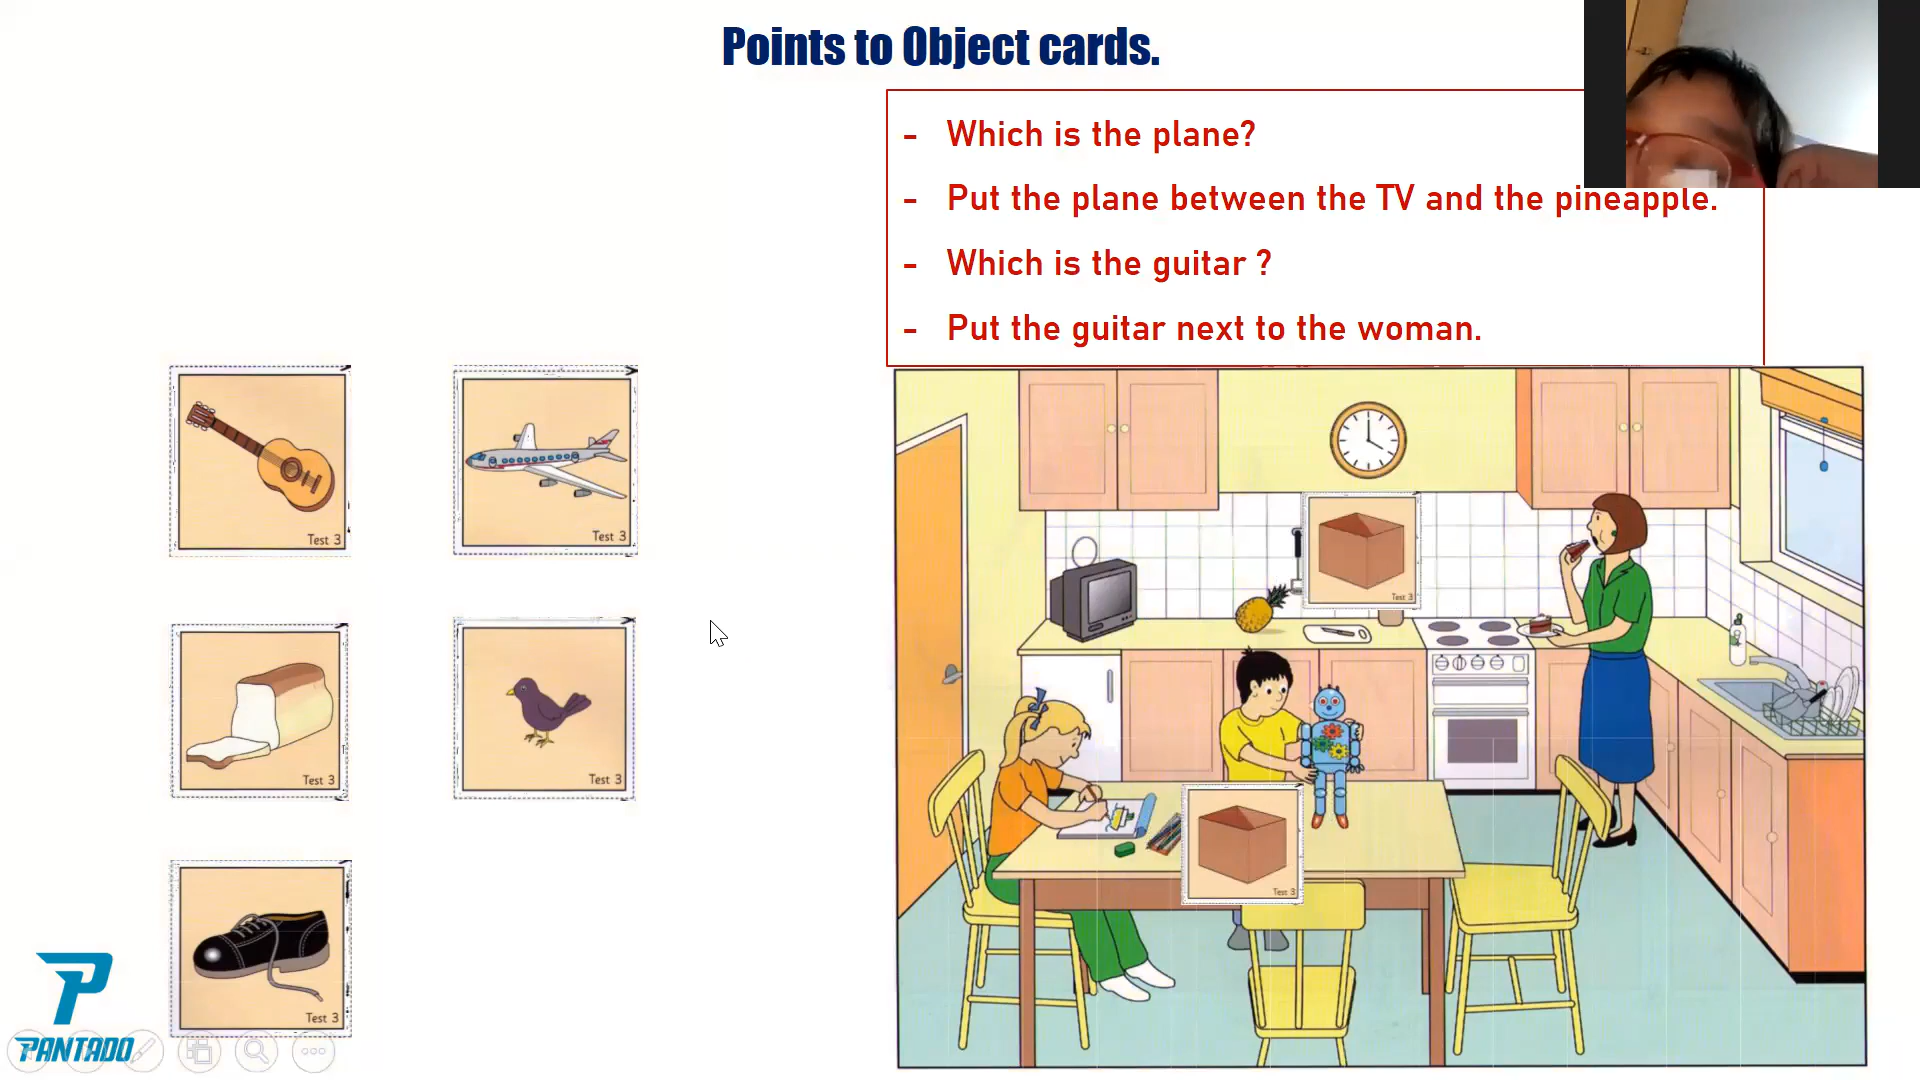 Points to Object cards.
- Which is the plane?
- Put the plane between the TV and the pineapple.
- Which is the guitar ?
- Put the guitar next to the woman.
Test 3
Test 3
Test 3
Test 3
Test 3
Test 3
Test 3
PANTADO